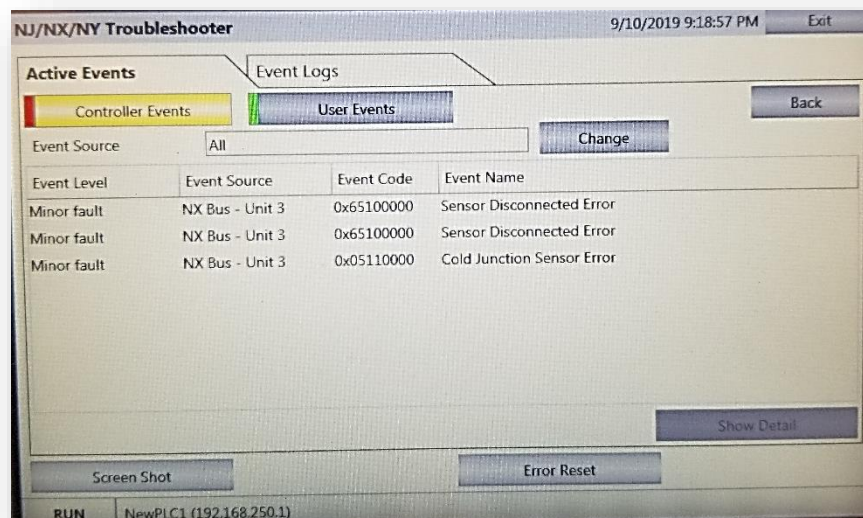 NJ/NX/NY Troubleshooter 9/10/2019 9:18:57 PM Exit
Active Events Event Logs
Controller Events User Events Back
Event Source All Change
Event Level Event Source Event Code Event Name
Minor fault NX Bus - Unit 3 0x65100000 Sensor Disconnected Error
Minor fault NX Bus - Unit 3 0x65100000 Sensor Disconnected Error
Minor fault NX Bus - Unit 3 0x05110000 Cold Junction Sensor Error
Show Detail
Screen Shot Error Reset
RUN NewPLC1 (192.168.250.1)